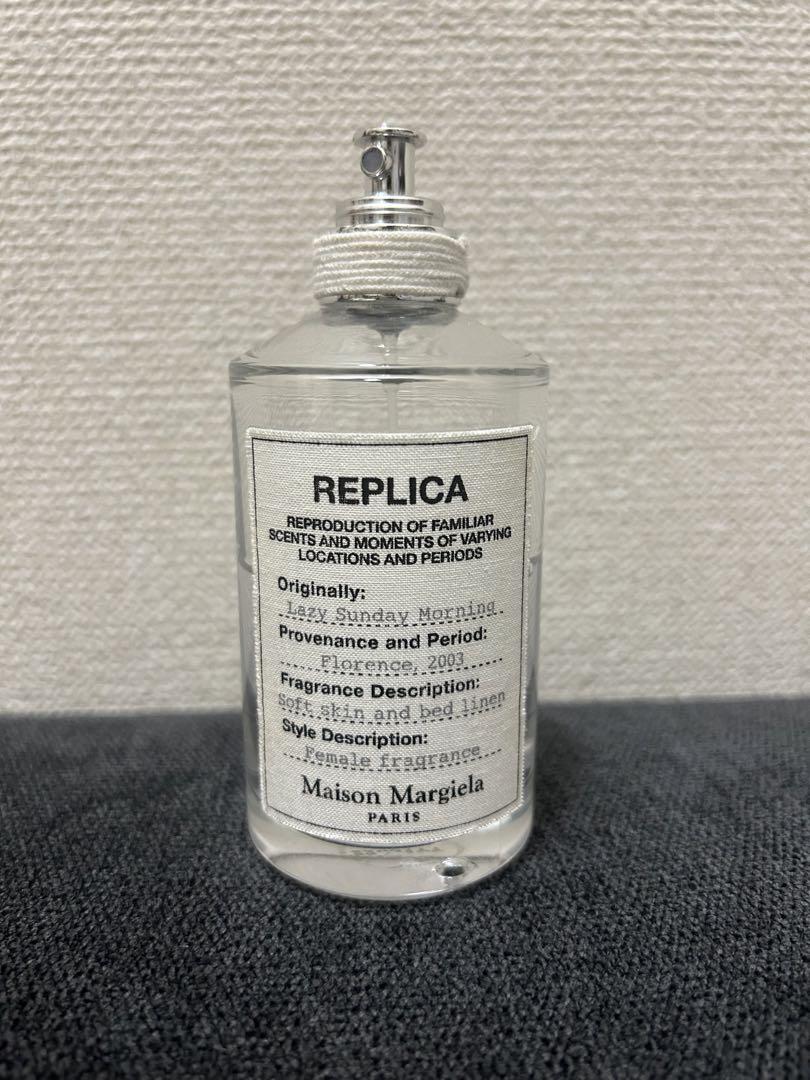 REPLICA
REPRODUCTION OF FAMILIAR
SCENTS AND MOMENTS OF VARYING
LOCATIONS AND PERIODS
Originally:
Lazy Sunday Morning
Provenance and Period:
Florence, 2003
Fragrance Description:
Soft skin and bed linen
Style Description:
Female fragrance
Maison Margiela
PARIS